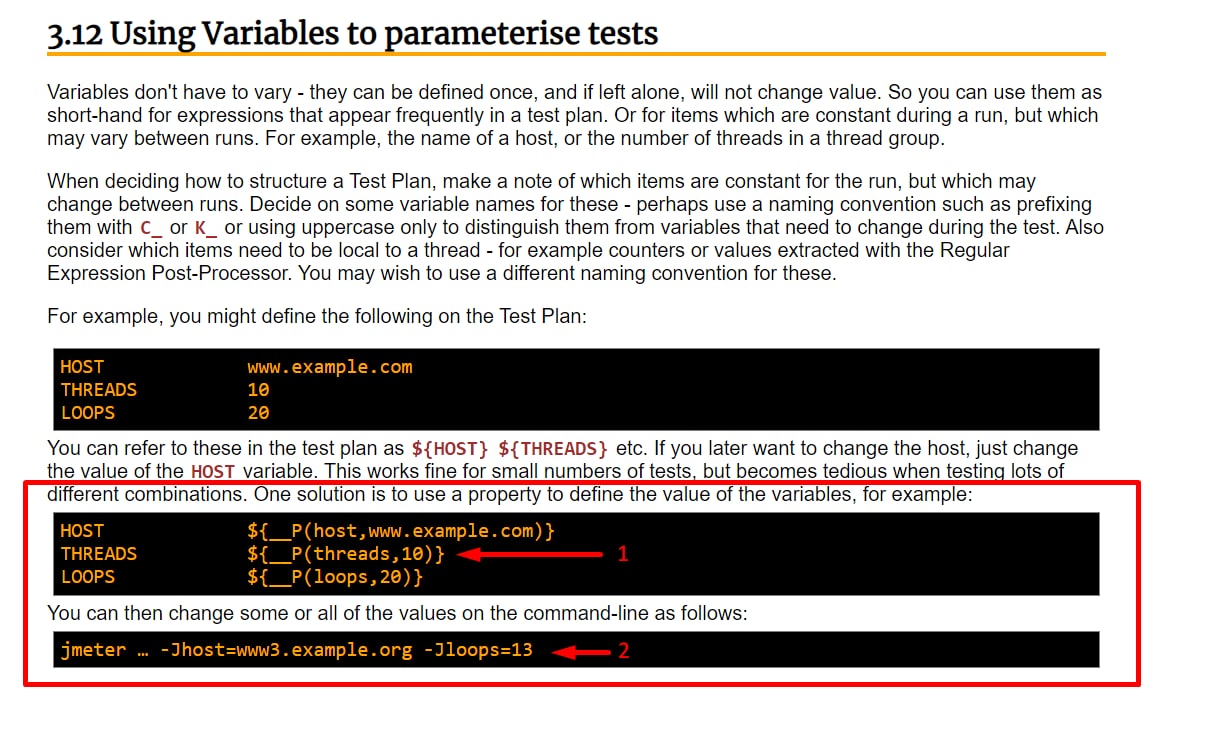 3.12 Using Variables to parameterise tests
Variables don't have to vary - they can be defined once, and if left alone, will not change value. So you can use them as
short-hand for expressions that appear frequently in a test plan. Or for items which are constant during a run, but which
may vary between runs. For example, the name of a host, or the number of threads in a thread group.
When deciding how to structure a Test Plan, make a note of which items are constant for the run, but which may
change between runs. Decide on some variable names for these - perhaps use a naming convention such as prefixing
them with C_ or K_ or using uppercase only to distinguish them from variables that need to change during the test. Also
consider which items need to be local to a thread - for example counters or values extracted with the Regular
Expression Post-Processor. You may wish to use a different naming convention for these.
For example, you might define the following on the Test Plan:
HOST www.example.com
THREADS 10
LOOPS 20
You can refer to these in the test plan as ${HOST} ${THREADS} etc. If you later want to change the host, just change
the value of the HOST variable. This works fine for small numbers of tests, but becomes tedious when testing lots of
different combinations. One solution is to use a property to define the value of the variables, for example:
HOST ${__P(host,www.example.com)}
THREADS ${__P(threads,10)} 1
LOOPS ${__P(loops,20)}
You can then change some or all of the values on the command-line as follows:
jmeter … -Jhost=www3.example.org -Jloops=13 2